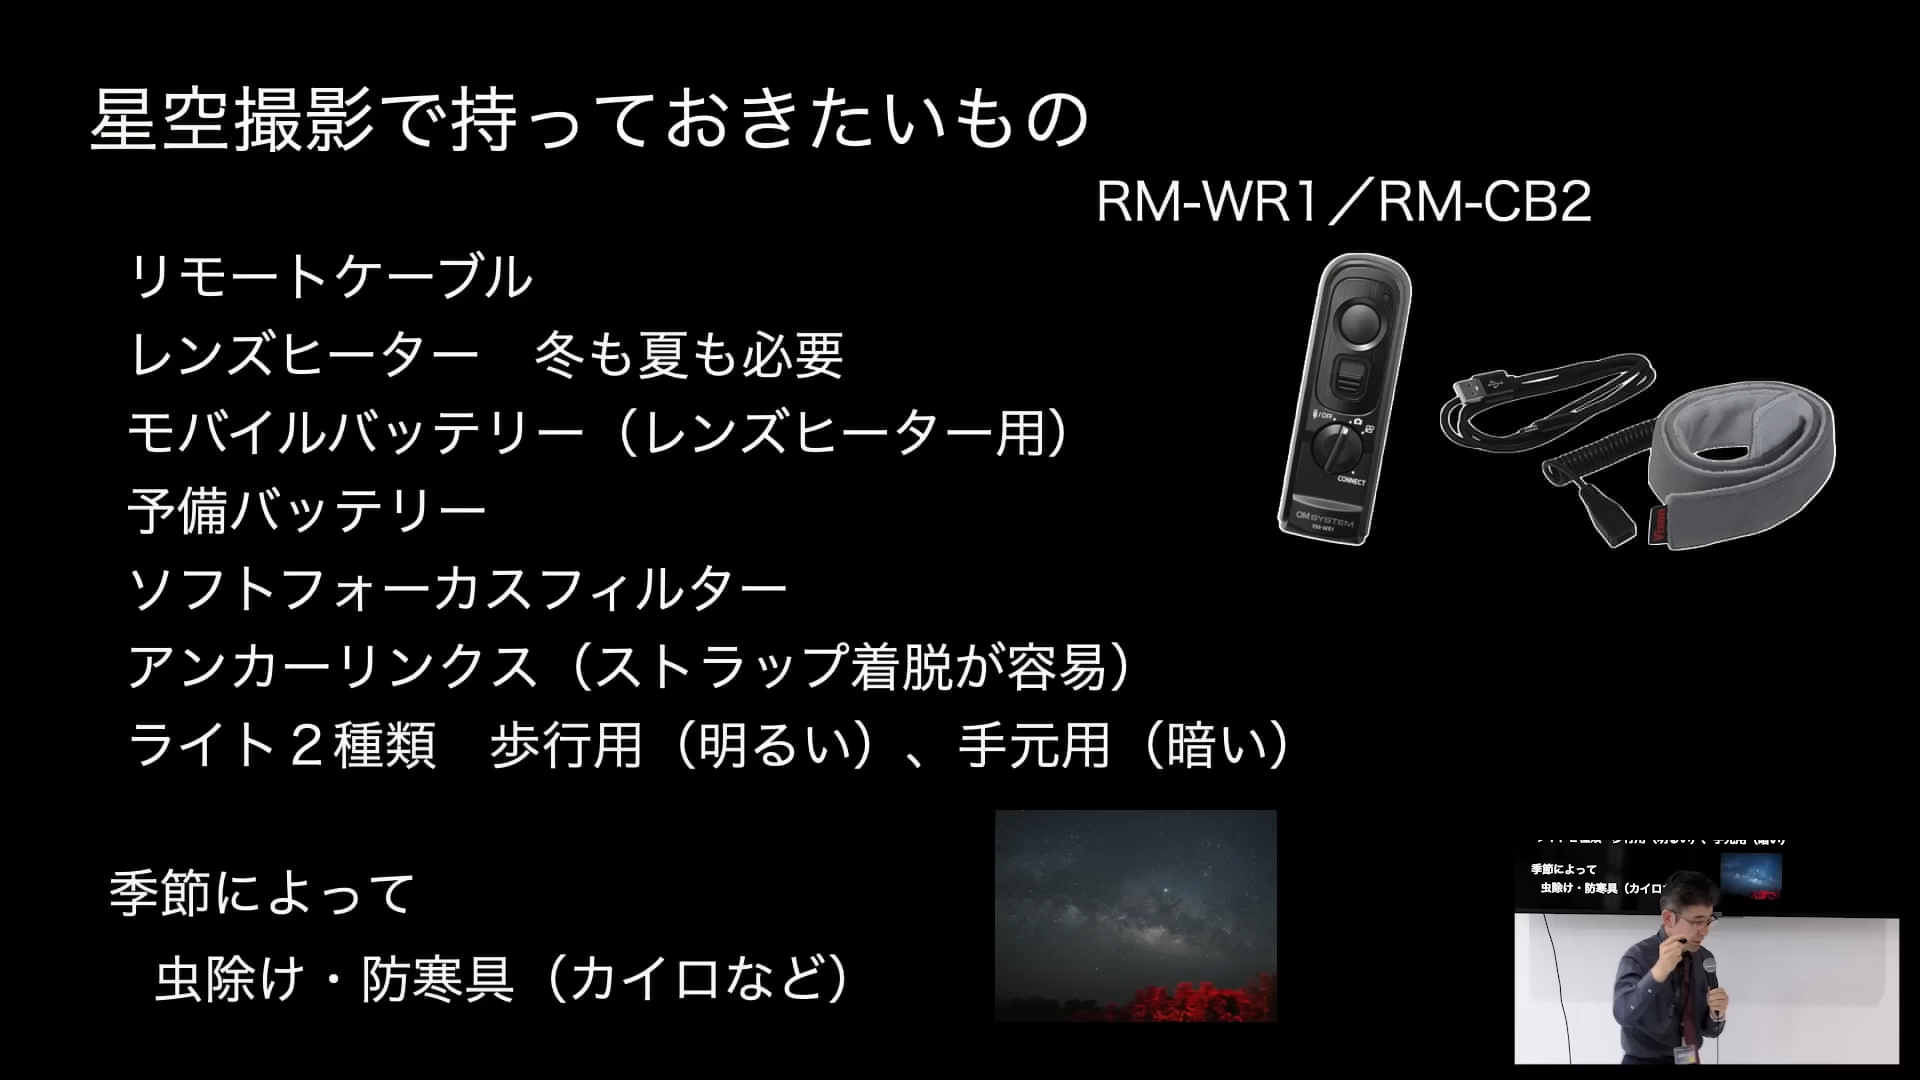 星空撮影で持っておきたいもの
RM-WR1／RM-CB2
リモートケーブル
レンズヒーター　冬も夏も必要
モバイルバッテリー（レンズヒーター用）
予備バッテリー
ソフトフォーカスフィルター
アンカーリンクス（ストラップ着脱が容易）
ライト２種類　歩行用（明るい）、手元用（暗い）
季節によって
虫除け・防寒具（カイロなど）
CONNECT
OM SYSTEM
RM-WR1
Vixen
季節によって
虫除け・防寒具（カイロ